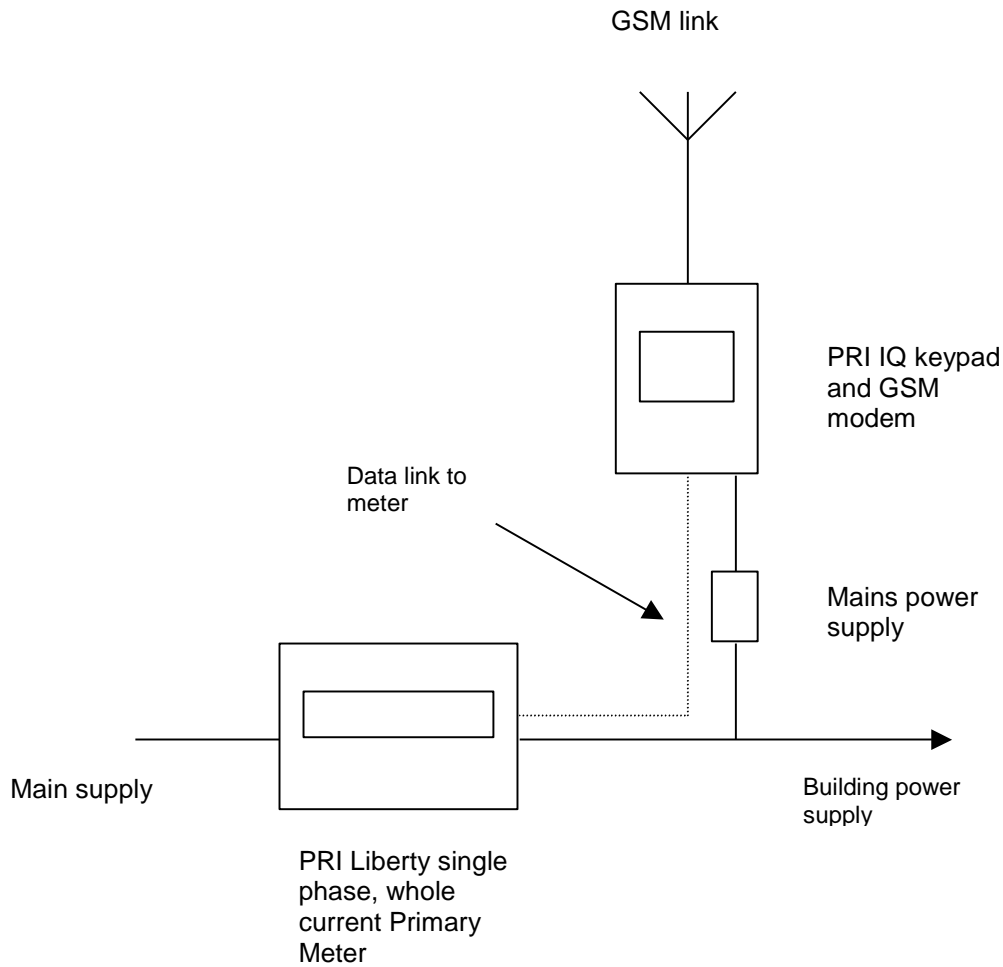 GSM link
PRI IQ keypad
and GSM
modem
Data link to
meter
Mains power
supply
Main supply
Building power
supply
PRI Liberty single
phase, whole
current Primary
Meter